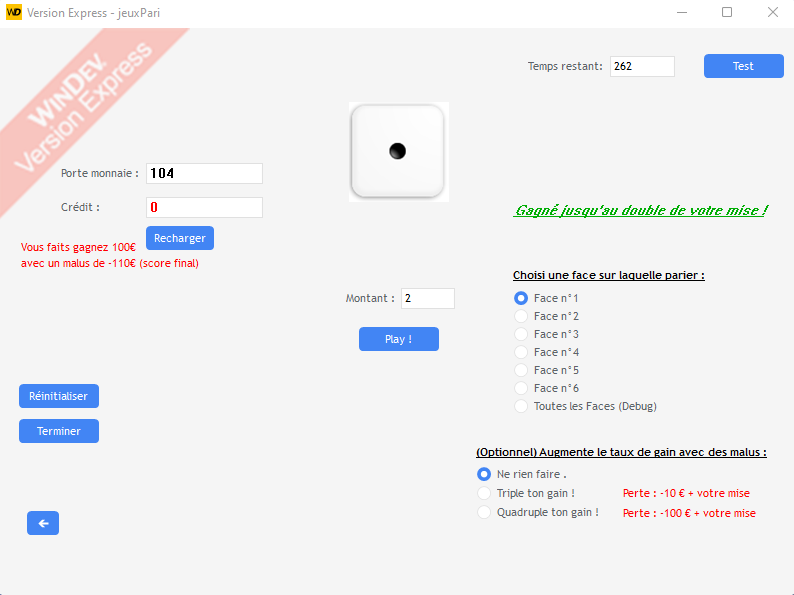 WD Version Express - jeuxPari
WINDEV
Version Express
Temps restant: 262
Test
Porte monnaie : 104
Crédit : 0
Gagné jusqu'au double de votre mise !
Recharger
Vous faits gagnez 100€
avec un malus de -110€ (score final)
Choisi une face sur laquelle parier :
Montant : 2
Face n°1
Face n°2
Play !
Face n°3
Face n°4
Face n°5
Face n°6
Toutes les Faces (Debug)
Réinitialiser
Terminer
(Optionnel) Augmente le taux de gain avec des malus :
Ne rien faire .
Triple ton gain ! Perte : -10 € + votre mise
Quadruple ton gain ! Perte : -100 € + votre mise